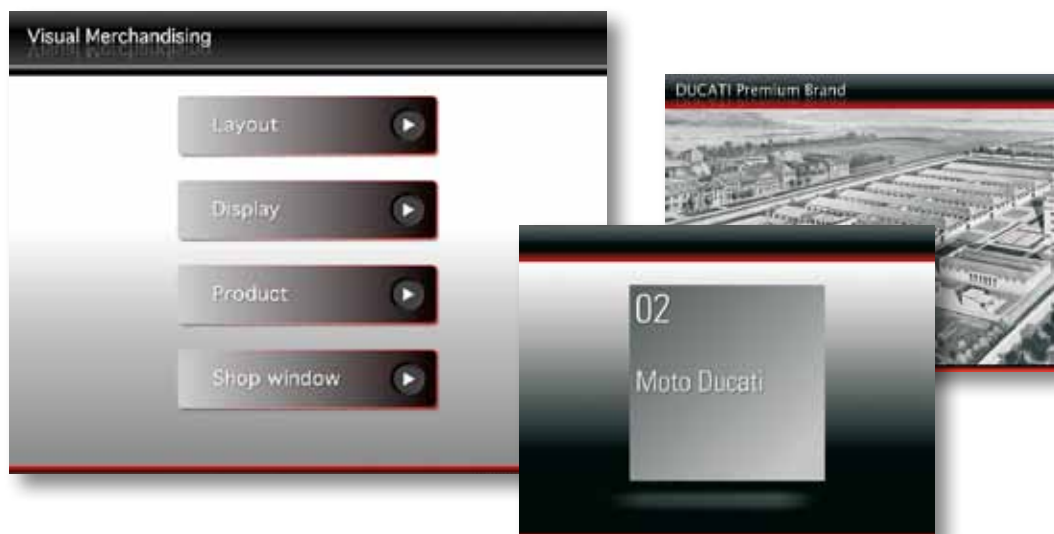 Visual Merchandising
Layout
Display
Product
Shop window
DUCATI Premium Brand
02
Moto Ducati